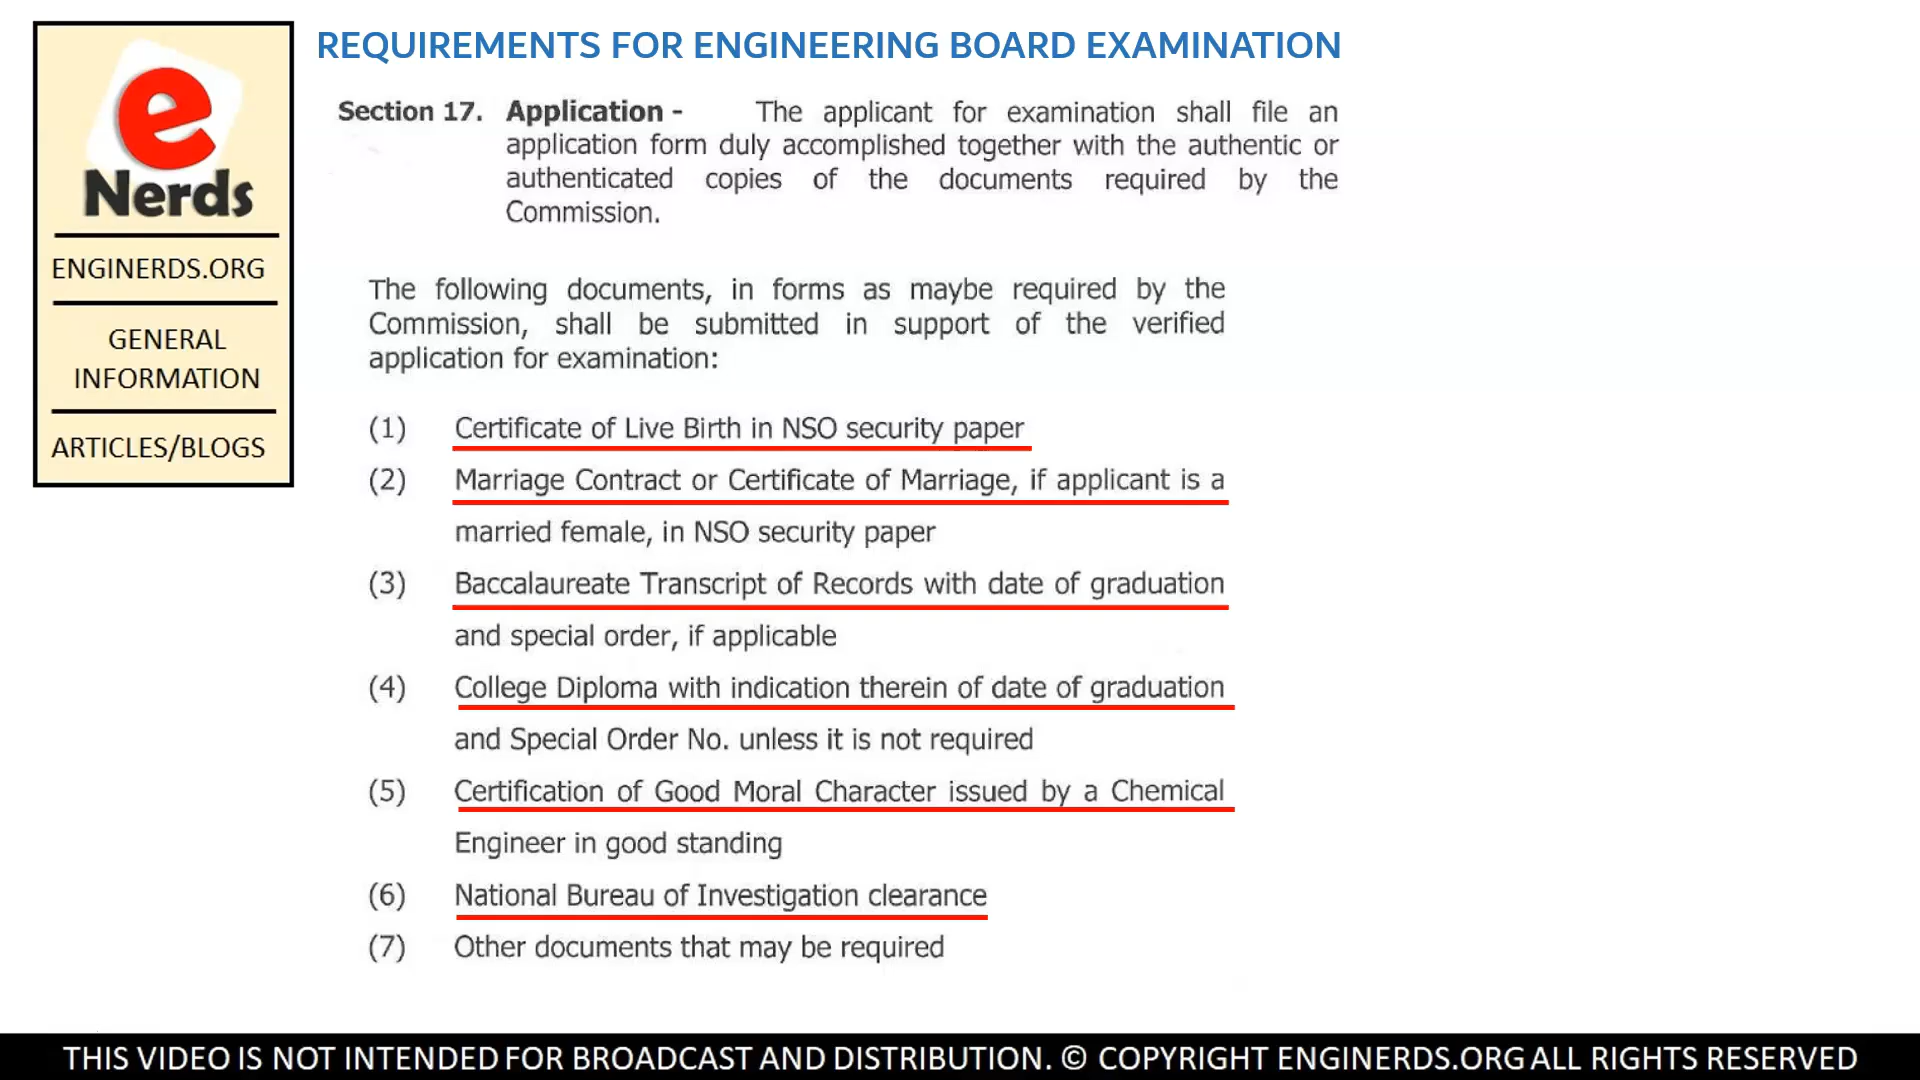 e
Nerds
ENGINERDS.ORG
GENERAL
INFORMATION
ARTICLES/BLOGS
REQUIREMENTS FOR ENGINEERING BOARD EXAMINATION
Section 17. Application - The applicant for examination shall file an
application form duly accomplished together with the authentic or
authenticated copies of the documents required by the
Commission.
The following documents, in forms as maybe required by the
Commission, shall be submitted in support of the verified
application for examination:
(1) Certificate of Live Birth in NSO security paper
(2) Marriage Contract or Certificate of Marriage, if applicant is a
married female, in NSO security paper
(3) Baccalaureate Transcript of Records with date of graduation
and special order, if applicable
(4) College Diploma with indication therein of date of graduation
and Special Order No. unless it is not required
(5) Certification of Good Moral Character issued by a Chemical
Engineer in good standing
(6) National Bureau of Investigation clearance
(7) Other documents that may be required
THIS VIDEO IS NOT INTENDED FOR BROADCAST AND DISTRIBUTION. © COPYRIGHT ENGINERDS.ORG ALL RIGHTS RESERVED